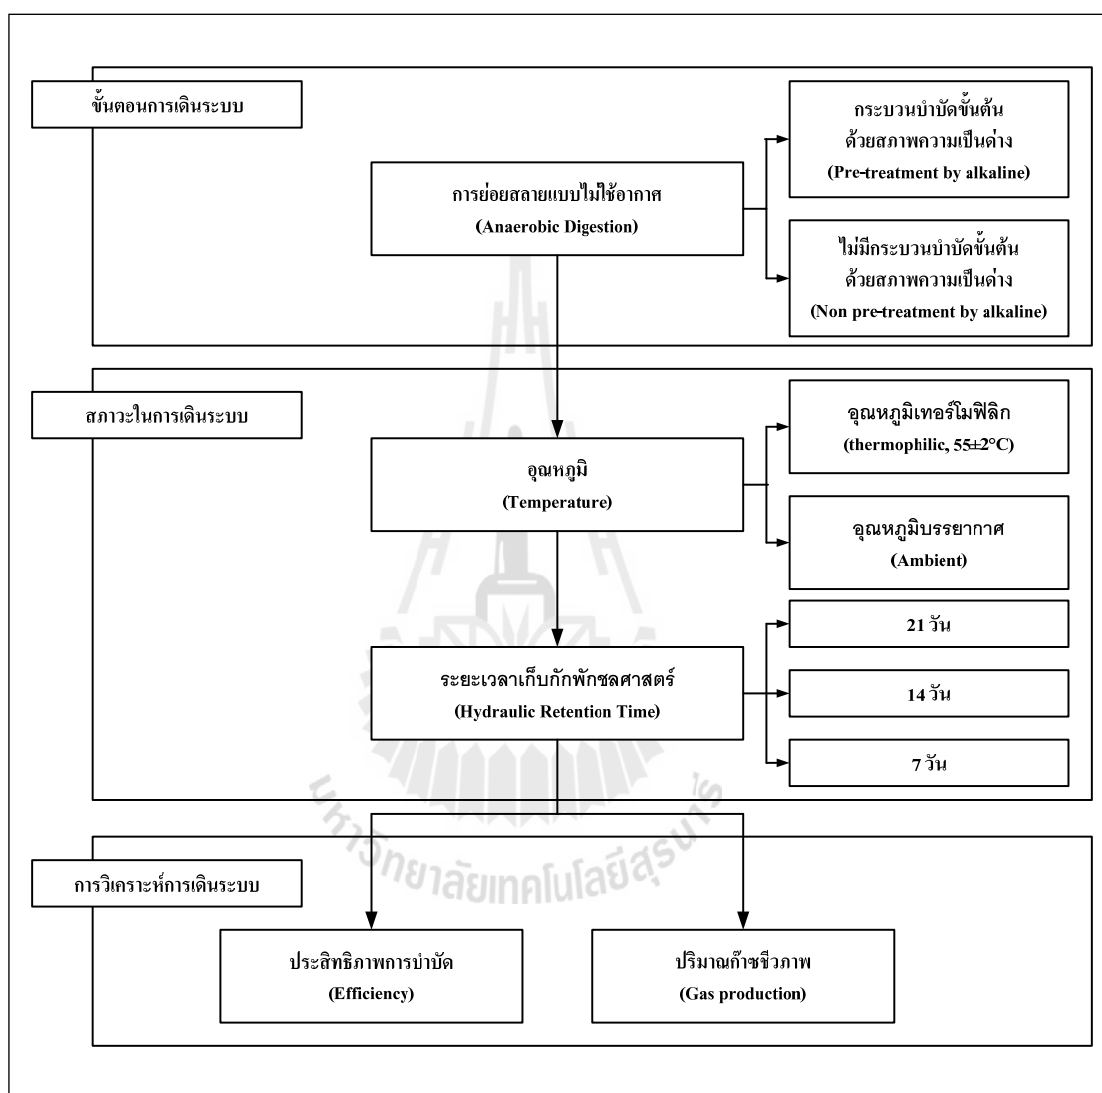 ขั้นตอนการเดินระบบ
กระบวนบำบัดขั้นต้น
ด้วยสภาพความเป็นด่าง
(Pre-treatment by alkaline)
การย่อยสลายแบบไม่ใช้อากาศ
(Anaerobic Digestion)
ไม่มีกระบวนบำบัดขั้นต้น
ด้วยสภาพความเป็นด่าง
(Non pre-treatment by alkaline)
สภาวะในการเดินระบบ
อุณหภูมิเทอร์โมฟิลิก
(thermophilic, 55±2°C)
อุณหภูมิ
(Temperature)
อุณหภูมิบรรยากาศ
(Ambient)
21 วัน
ระยะเวลาเก็บกักพักชลศาสตร์
(Hydraulic Retention Time)
14 วัน
7 วัน
มหาวิทยาลัยเทคโนโลยีสุรนารี
การวิเคราะห์การเดินระบบ
ประสิทธิภาพการบำบัด
(Efficiency)
ปริมาณก๊าซชีวภาพ
(Gas production)